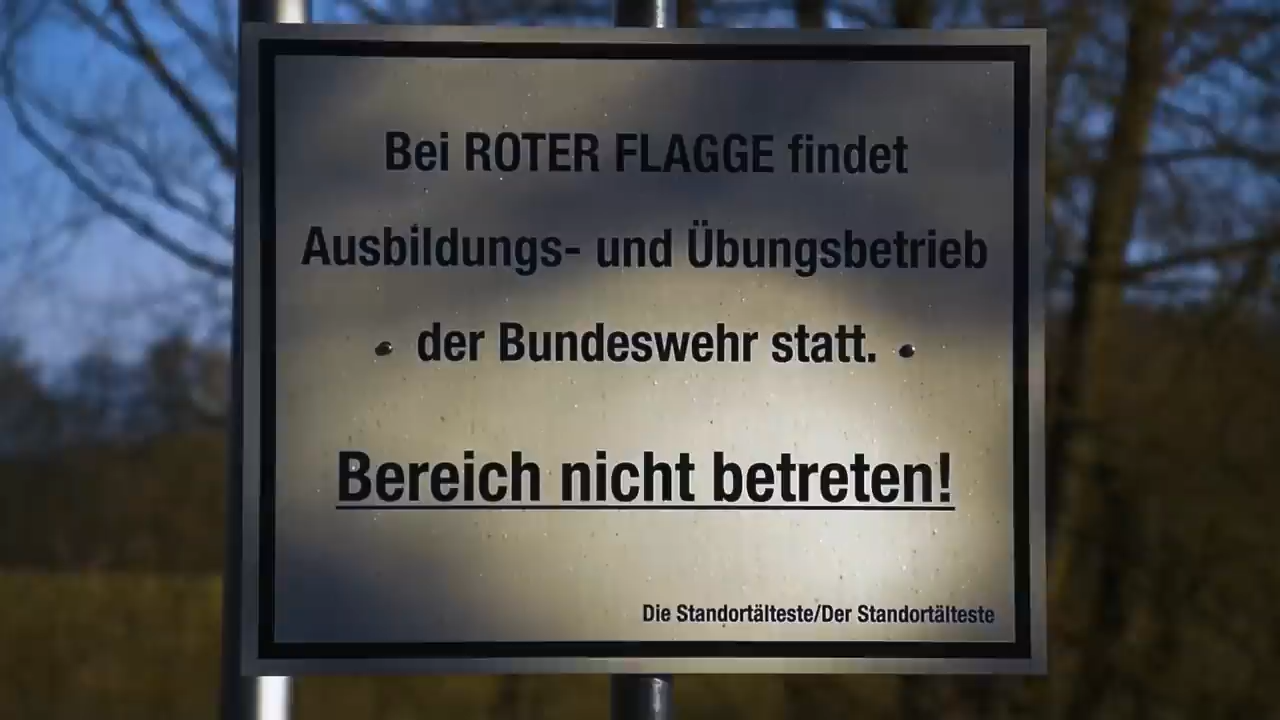 Bei ROTER FLAGGE findet
Ausbildungs- und Übungsbetrieb
der Bundeswehr statt.
Bereich nicht betreten!
Die Standortälteste/Der Standortälteste